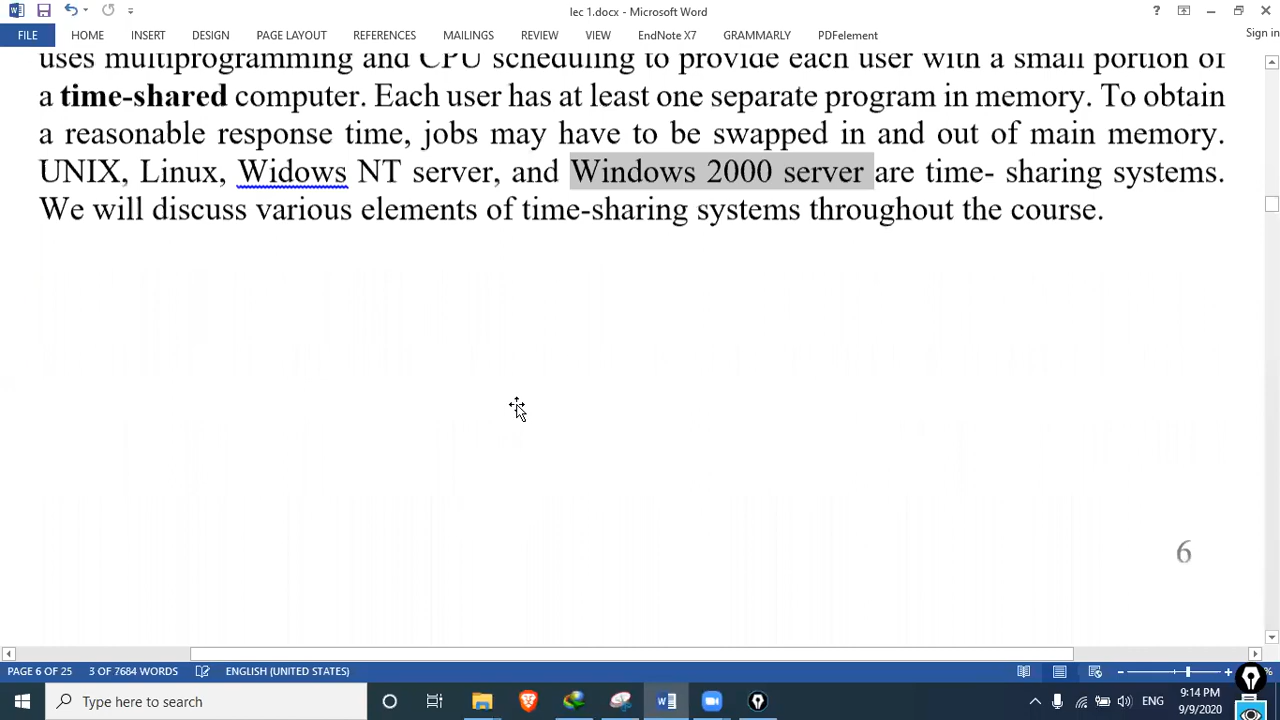 lec 1.docx - Microsoft Word
?
Sign in
FILE HOME INSERT DESIGN PAGE LAYOUT REFERENCES MAILINGS REVIEW VIEW EndNote X7 GRAMMARLY PDFelement
uses multiprogramming and CPU scheduling to provide each user with a small portion of
a time-shared computer. Each user has at least one separate program in memory. To obtain
a reasonable response time, jobs may have to be swapped in and out of main memory.
UNIX, Linux, Widows NT server, and Windows 2000 server are time- sharing systems.
We will discuss various elements of time-sharing systems throughout the course.
6
PAGE 6 OF 25 3 OF 7684 WORDS ENGLISH (UNITED STATES) %
Type here to search
ENG
9:14 PM
9/9/2020